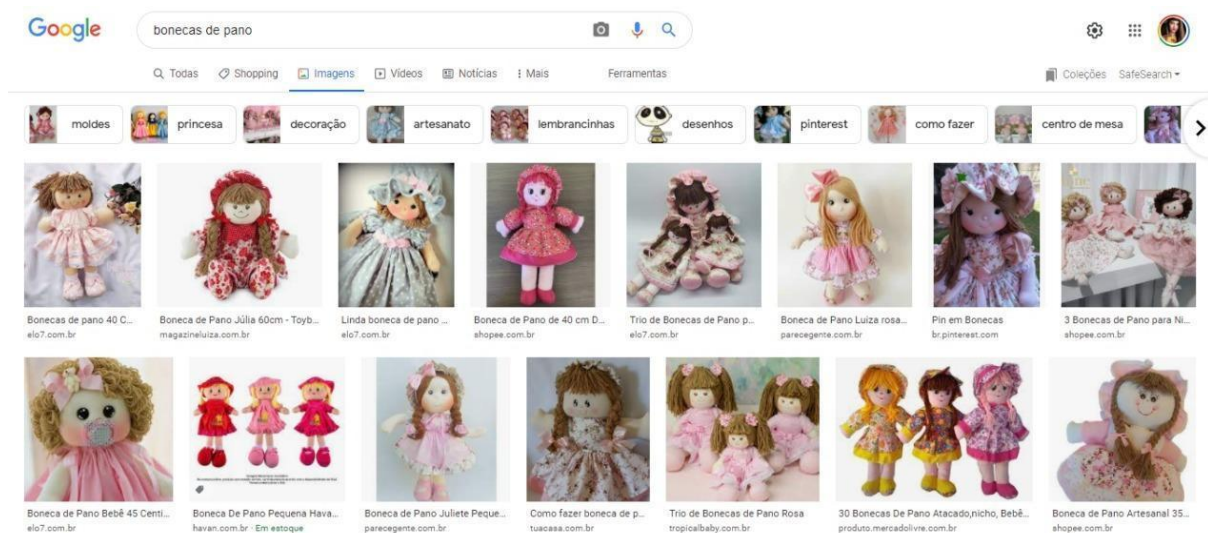 Google
bonecas de pano
Todas Shopping Imagens Vídeos Notícias Mais Ferramentas Coleções SafeSearch
moldes princesa decoração artesanato lembrancinhas desenhos pinterest como fazer centro de mesa
Bonecas de pano 40 C... Boneca de Pano Júlia 60cm - Toyb... Linda boneca de pano ... Boneca de Pano de 40 cm D... Trio de Bonecas de Pano p... Boneca de Pano Luiza rosa... Pin em Bonecas 3 Bonecas de Pano para Ni...
elo7.com.br magazineluiza.com.br elo7.com.br shopee.com.br elo7.com.br parecegente.com.br br.pinterest.com shopee.com.br
Boneca de Pano Bebê 45 Centi... Boneca De Pano Pequena Hava... Boneca de Pano Juliete Peque... Como fazer boneca de p... Trio de Bonecas de Pano Rosa 30 Bonecas De Pano Atacado,nicho, Bebê... Boneca de Pano Artesanal 35...
elo7.com.br havan.com.br · Em estoque parecegente.com.br tuacasa.com.br tropicalbaby.com.br produto.mercadolivre.com.br shopee.com.br